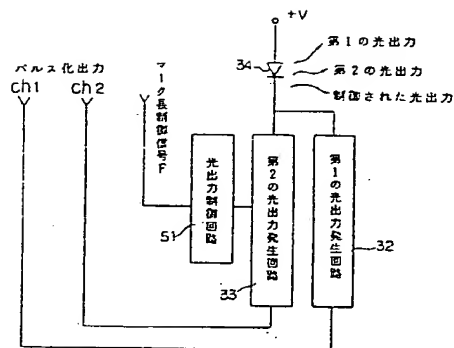 +V
34
第1の光出力
第2の光出力
制御された光出力
パルス化出力
Ch1
Ch2
マーク長制御信号F
光出力制御回路
51
第2の光出力発生回路
33
第1の光出力発生回路
32